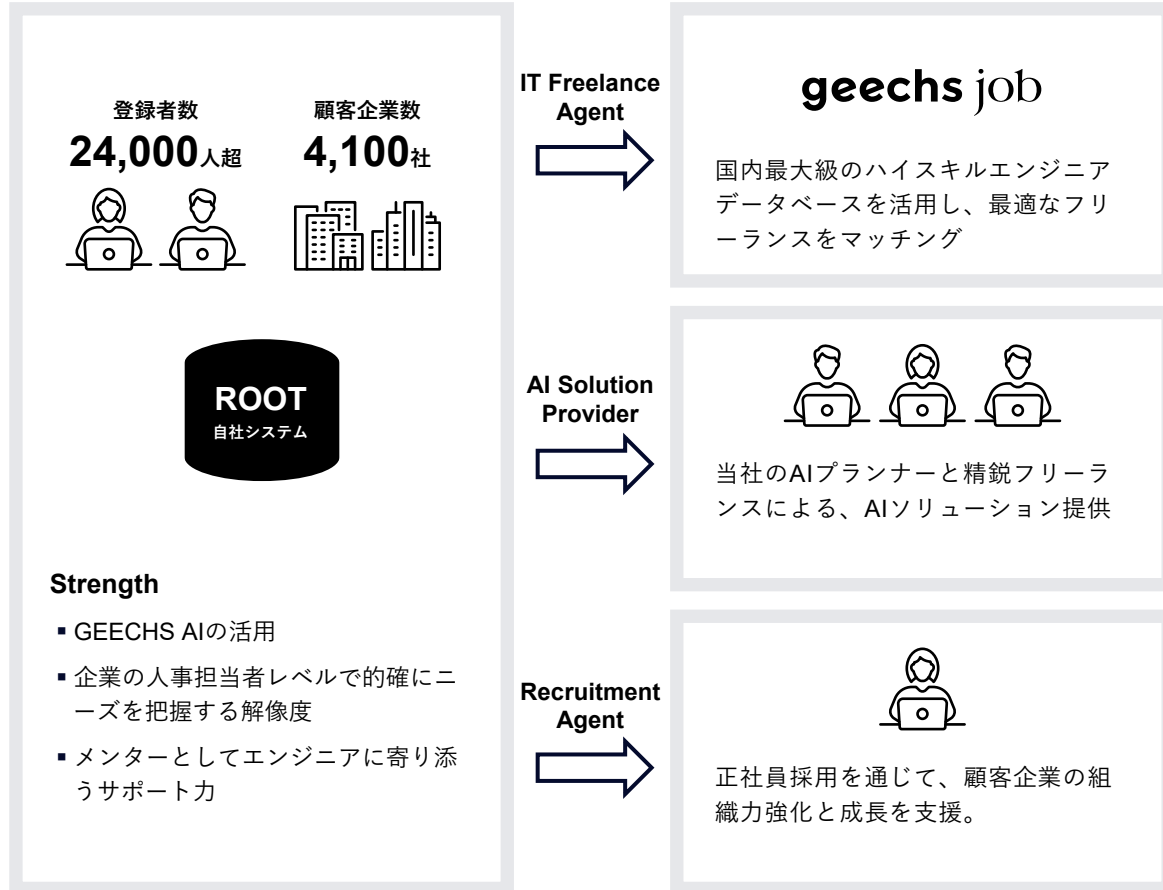 登録者数
24,000人超
顧客企業数
4,100社
ROOT
自社システム
Strength
▪ GEECHS AIの活用
▪ 企業の人事担当者レベルで的確にニ
ーズを把握する解像度
▪ メンターとしてエンジニアに寄り添
うサポート力
IT Freelance
Agent
geechs job
国内最大級のハイスキルエンジニア
データベースを活用し、最適なフリ
ーランスをマッチング
AI Solution
Provider
当社のAIプランナーと精鋭フリーラ
ンスによる、AIソリューション提供
Recruitment
Agent
正社員採用を通じて、顧客企業の組
織力強化と成長を支援。